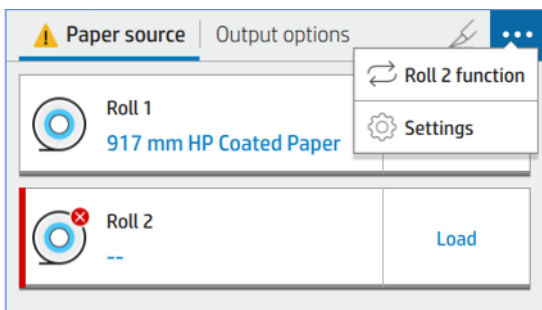 Paper source
Output options
Roll 2 function
Settings
Roll 1
917 mm HP Coated Paper
Roll 2
--
Load